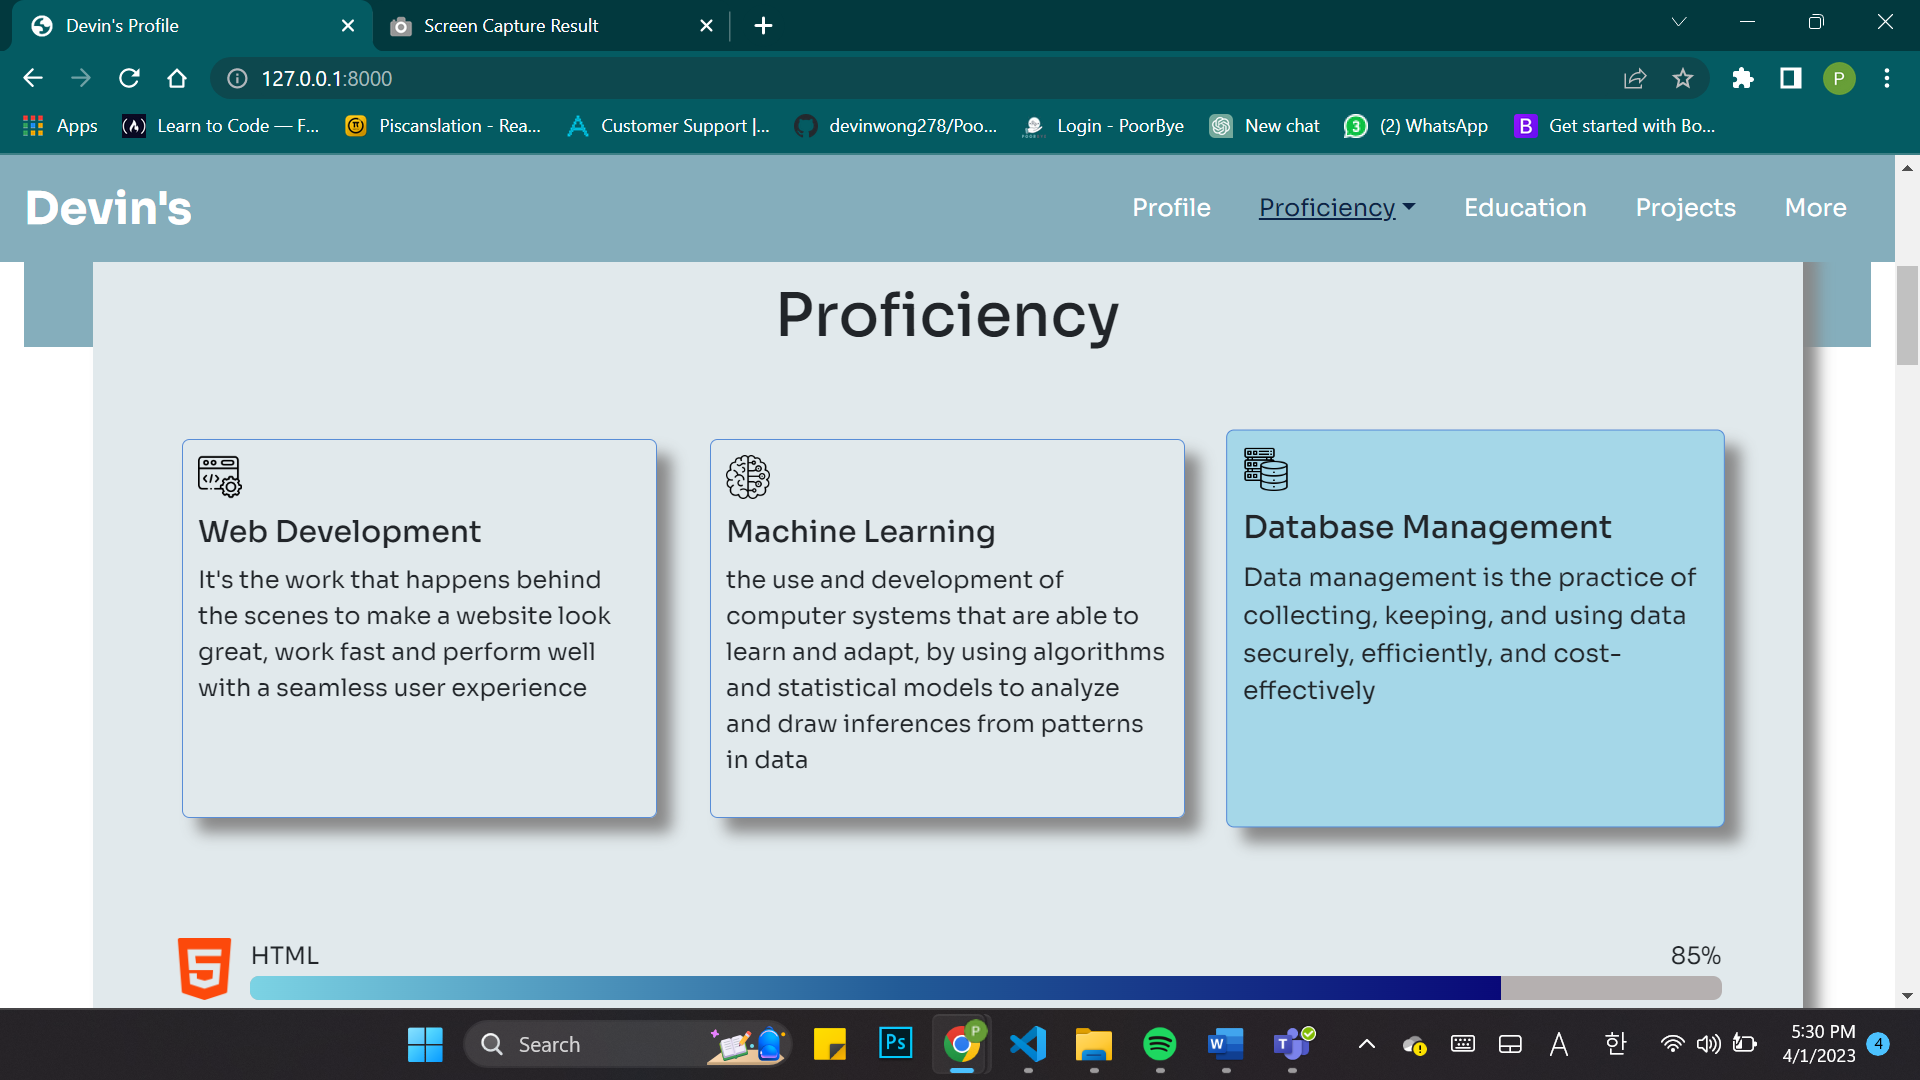 Devin's Profile
Screen Capture Result
127.0.0.1:8000
P
Apps
Learn to Code — F...
Piscanslation - Rea...
Customer Support |...
devinwong278/Poo...
Login - PoorBye
New chat
3
(2) WhatsApp
B
Get started with Bo...
Devin's
Profile
Proficiency
Education
Projects
More
Proficiency
Web Development
It's the work that happens behind
the scenes to make a website look
great, work fast and perform well
with a seamless user experience
Machine Learning
the use and development of
computer systems that are able to
learn and adapt, by using algorithms
and statistical models to analyze
and draw inferences from patterns
in data
Database Management
Data management is the practice of
collecting, keeping, and using data
securely, efficiently, and cost-
effectively
5
HTML
85%
Search
Ps
P
W
T
A
한
5:30 PM
4/1/2023
4